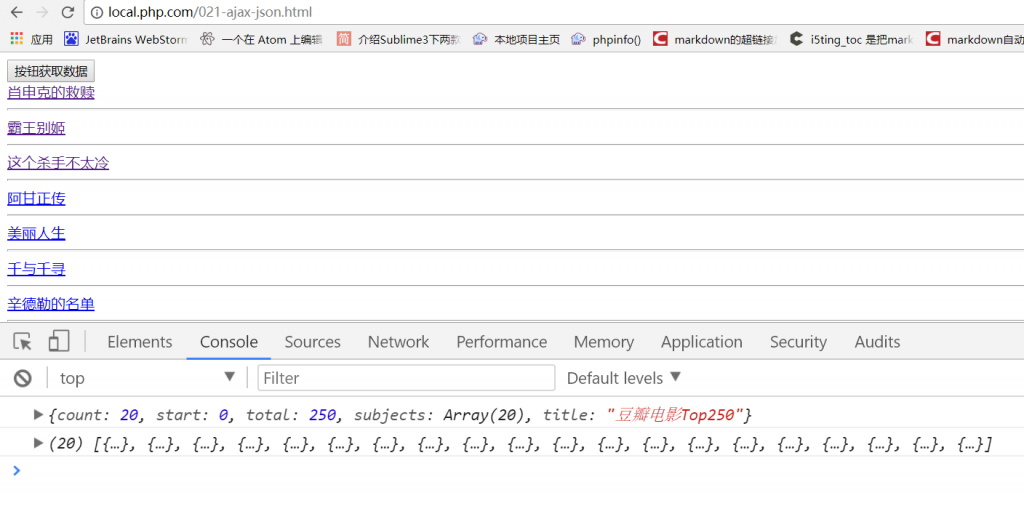 local.php.com/021-ajax-json.html
应用 JetBrains WebStorm 一个在 Atom 上编辑 介绍Sublime3下两款 本地项目主页 phpinfo() markdown的超链接 i5ting_toc 是把mark markdown自动
按钮获取数据
肖申克的救赎
霸王别姬
这个杀手不太冷
阿甘正传
美丽人生
千与千寻
辛德勒的名单
Elements Console Sources Network Performance Memory Application Security Audits
top Filter Default levels
{count: 20, start: 0, total: 250, subjects: Array(20), title: "豆瓣电影Top250"}
(20) [{…}, {…}, {…}, {…}, {…}, {…}, {…}, {…}, {…}, {…}, {…}, {…}, {…}, {…}, {…}, {…}, {…}, {…}, {…}, {…}]